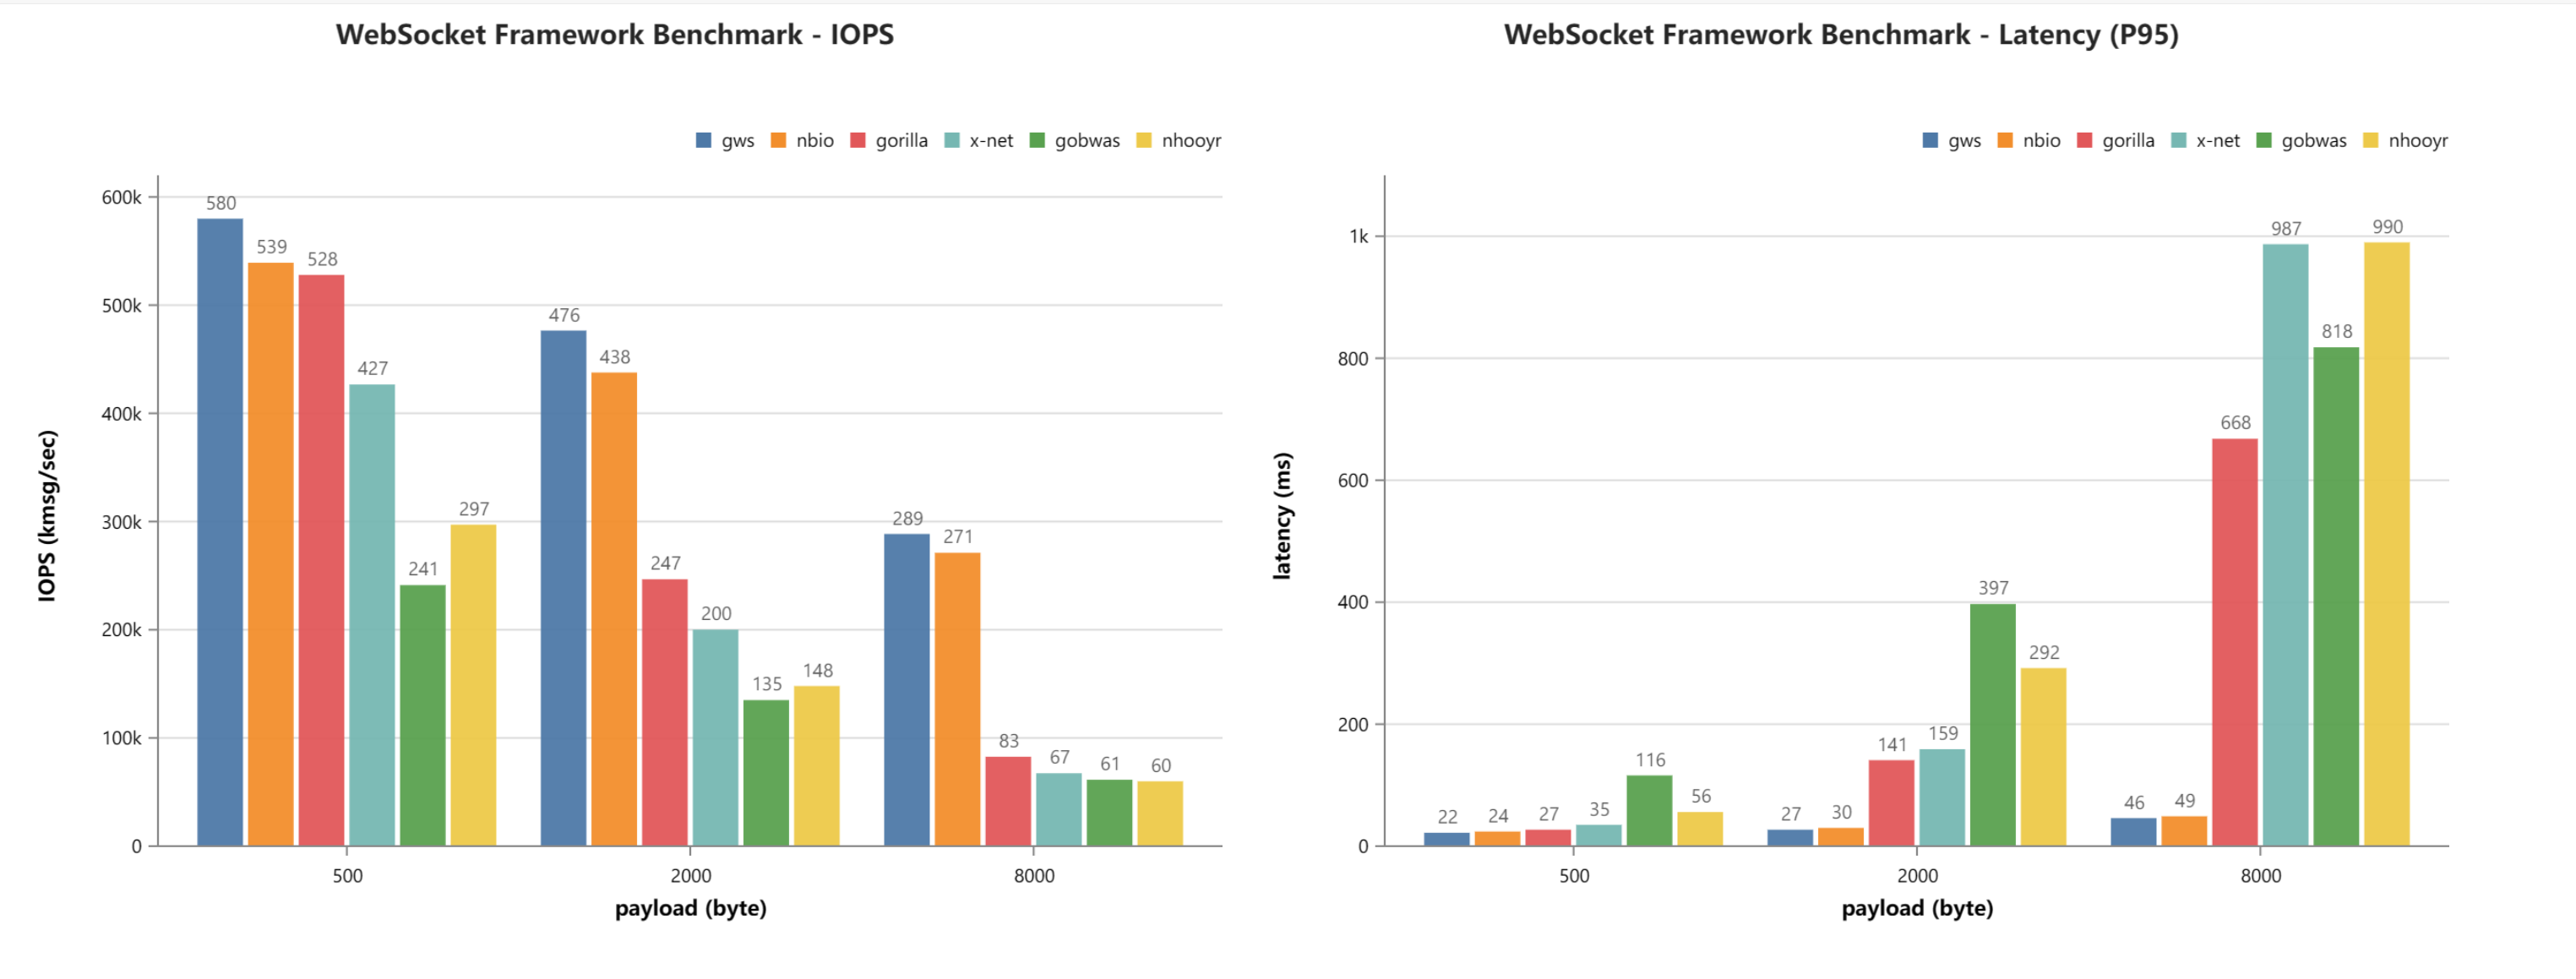 WebSocket Framework Benchmark - IOPS
gws nbio gorilla x-net gobwas nhooyr
IOPS (kmsg/sec)
600k
500k
400k
300k
200k
100k
0
580
539
528
427
241
297
476
438
247
200
135
148
289
271
83
67
61
60
500 2000 8000
payload (byte)
WebSocket Framework Benchmark - Latency (P95)
gws nbio gorilla x-net gobwas nhooyr
latency (ms)
1k
800
600
400
200
0
22
24
27
35
116
56
27
30
141
159
397
292
46
49
668
987
818
990
500 2000 8000
payload (byte)